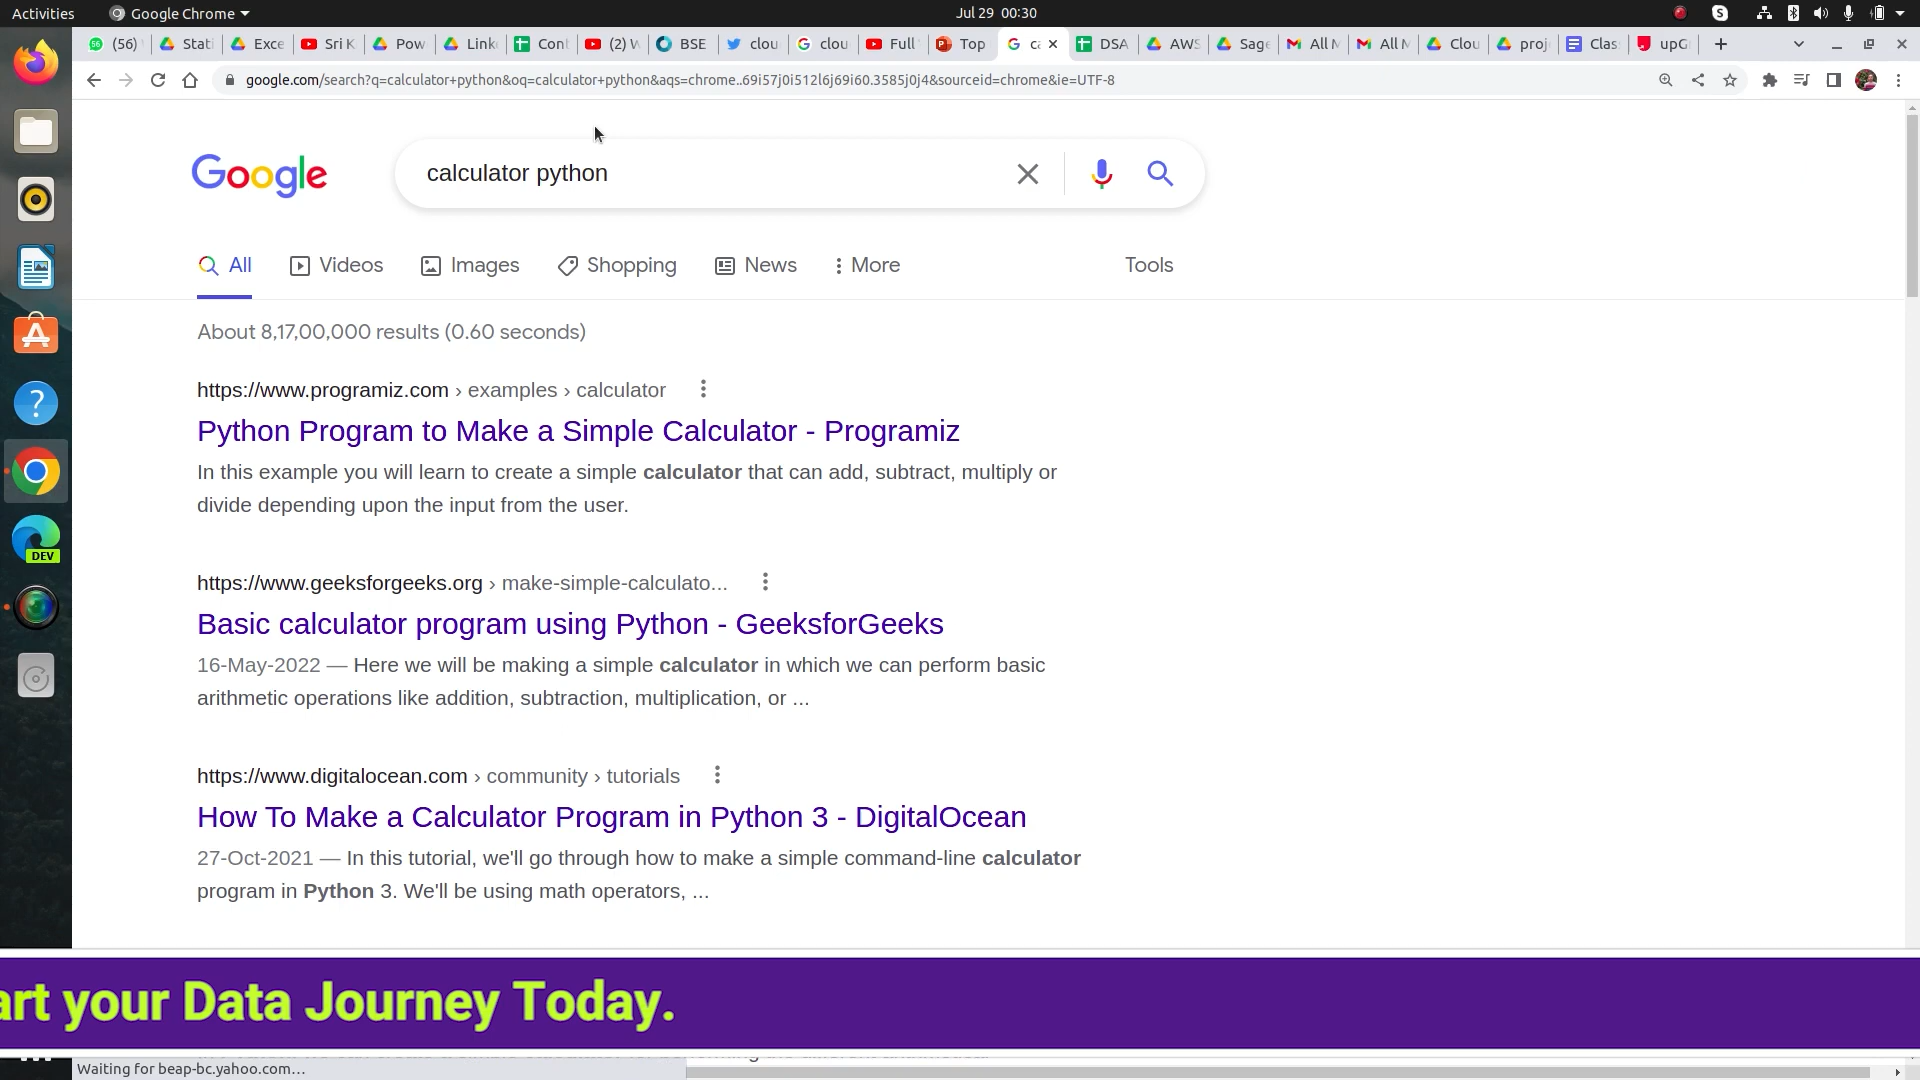 Activities
Google Chrome
Jul 29 00:30
(56)
Stati
Exce
Sri K
Pow
Link
Cont
(2) W
BSE
clou
clou
Full
Top
ca
DSA
AWS
Sage
All M
All M
Clou
proj
Clas
upG
google.com/search?q=calculator+python&oq=calculator+python&aqs=chrome..69i57j0i512l6j69i60.3585j0j4&sourceid=chrome&ie=UTF-8
Google
calculator python
All
Videos
Images
Shopping
News
More
Tools
About 8,17,00,000 results (0.60 seconds)
https://www.programiz.com › examples › calculator
Python Program to Make a Simple Calculator - Programiz
In this example you will learn to create a simple calculator that can add, subtract, multiply or
divide depending upon the input from the user.
https://www.geeksforgeeks.org › make-simple-calculato...
Basic calculator program using Python - GeeksforGeeks
16-May-2022 — Here we will be making a simple calculator in which we can perform basic
arithmetic operations like addition, subtraction, multiplication, or ...
https://www.digitalocean.com › community › tutorials
How To Make a Calculator Program in Python 3 - DigitalOcean
27-Oct-2021 — In this tutorial, we'll go through how to make a simple command-line calculator
program in Python 3. We'll be using math operators, ...
DEV
art your Data Journey Today.
Waiting for beap-bc.yahoo.com…